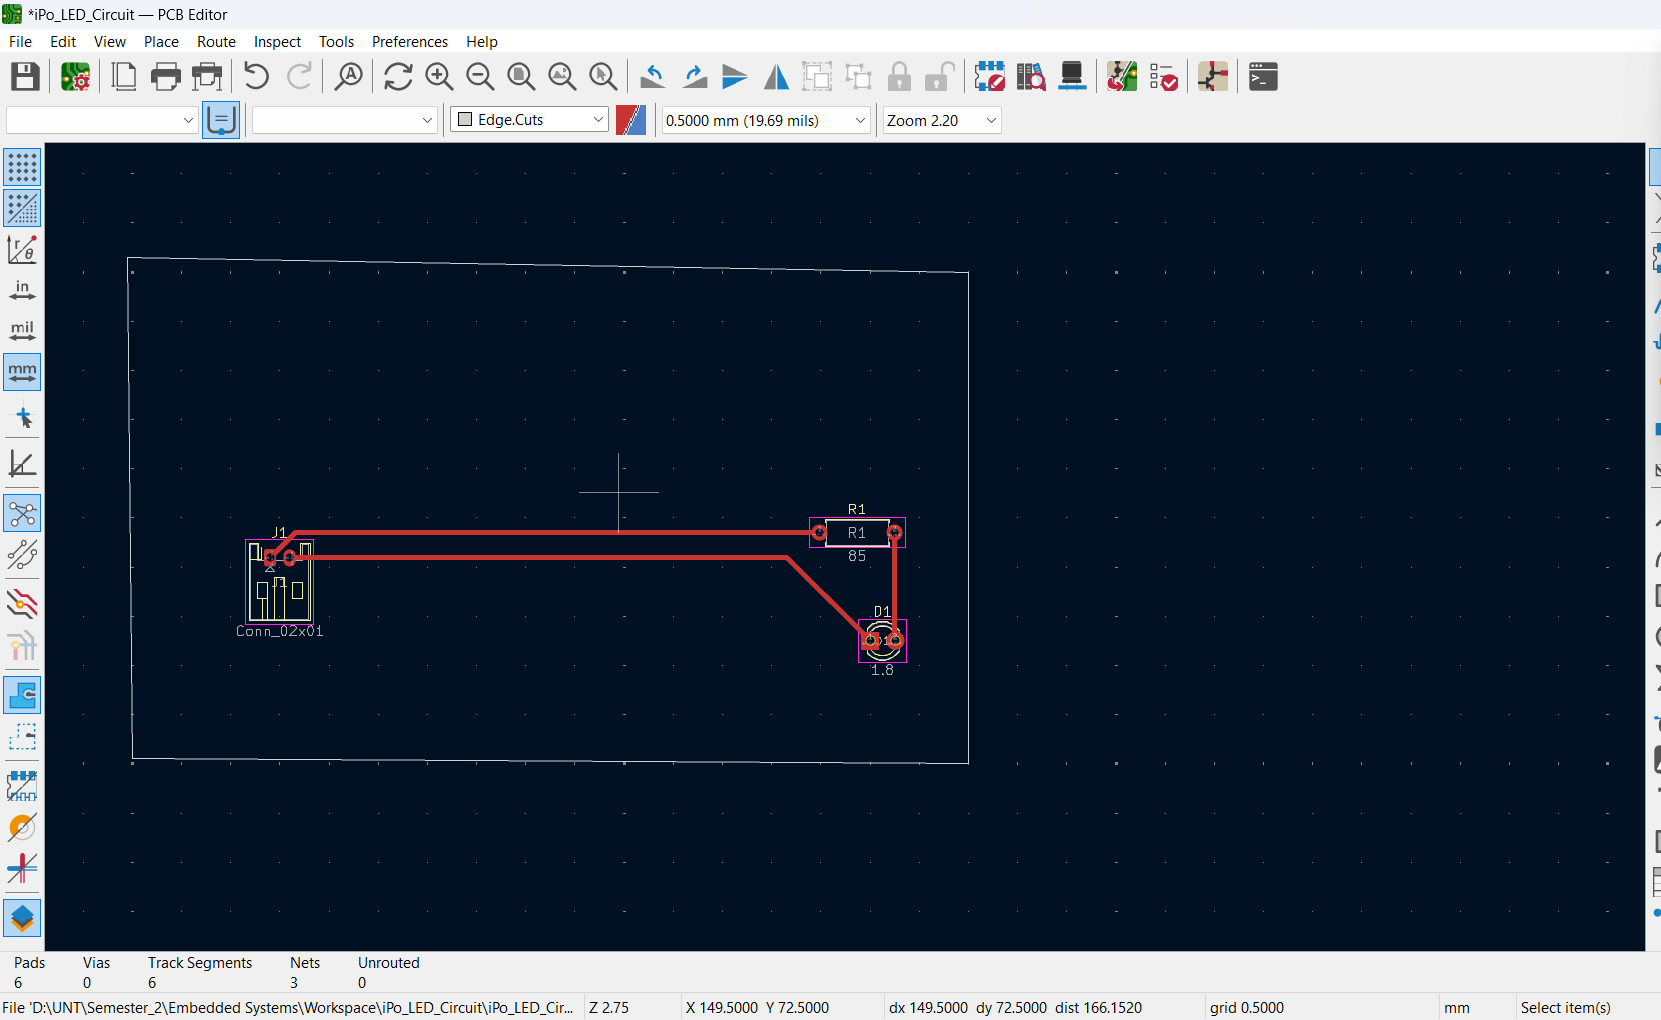 *iPo_LED_Circuit — PCB Editor
File Edit View Place Route Inspect Tools Preferences Help
Edge.Cuts 0.5000 mm (19.69 mils) Zoom 2.20
in
mil
mm
R1
R1
85
J1
J1
Conn_02x01
D1
D1
1.8
Pads Vias Track Segments Nets Unrouted
6 0 6 3 0
File 'D:\UNT\Semester_2\Embedded Systems\Workspace\iPo_LED_Circuit\iPo_LED_Cir... Z 2.75 X 149.5000 Y 72.5000 dx 149.5000 dy 72.5000 dist 166.1520 grid 0.5000 mm Select item(s)